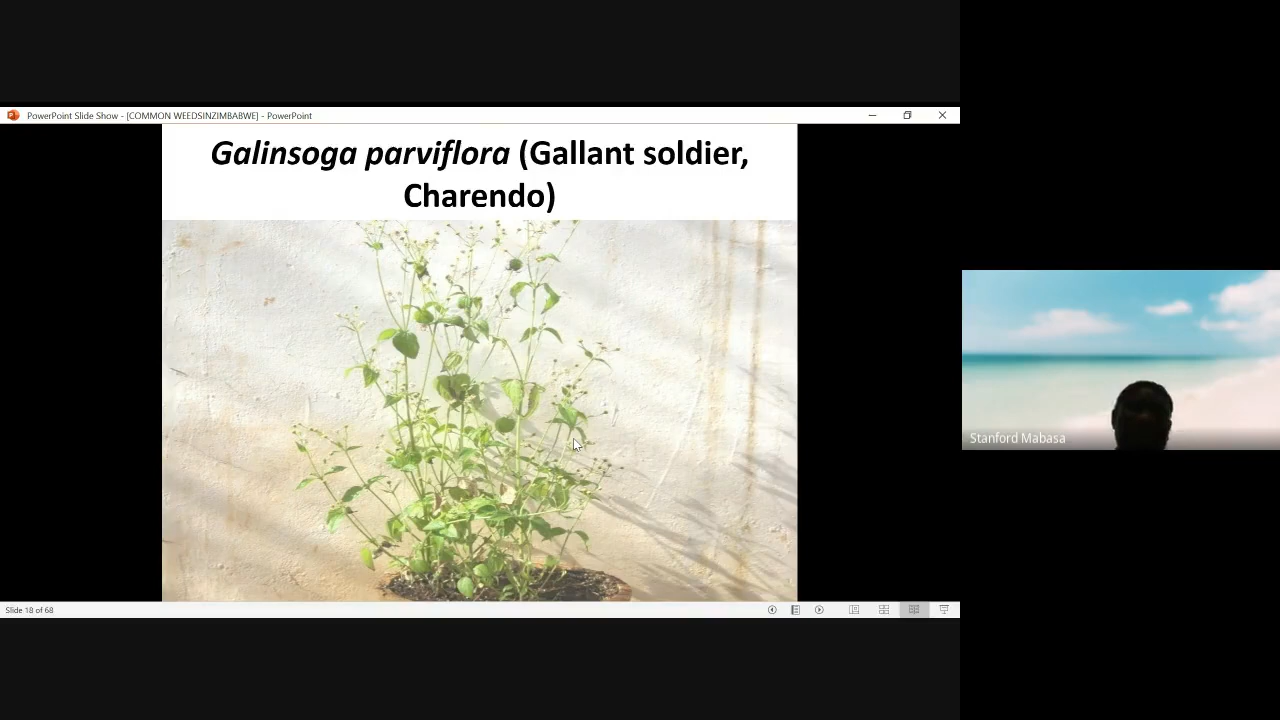 PowerPoint Slide Show - [COMMON WEEDSINZIMBABWE] - PowerPoint
Galinsoga parviflora (Gallant soldier,
Charendo)
Stanford Mabasa
Slide 18 of 68